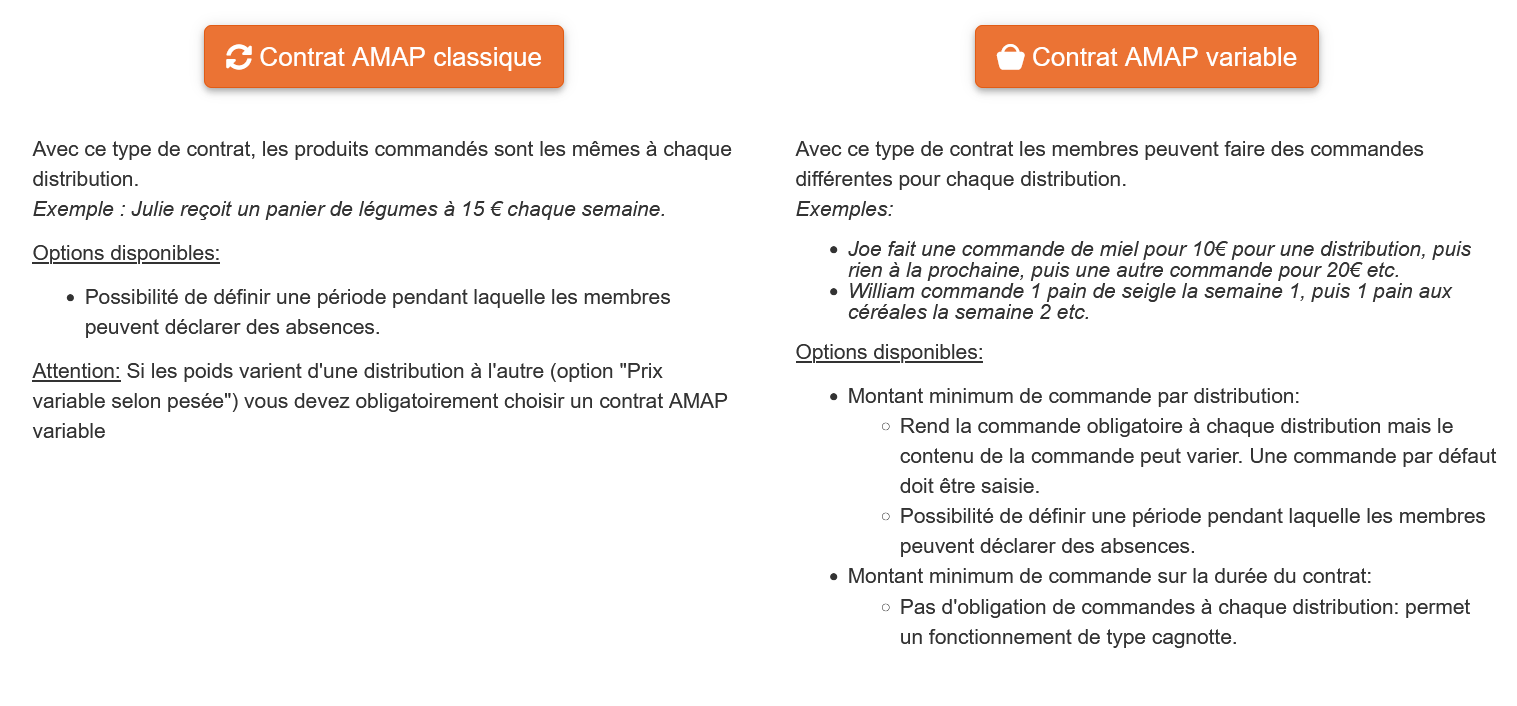 Contrat AMAP classique
Avec ce type de contrat, les produits commandés sont les mêmes à chaque
distribution.
Exemple : Julie reçoit un panier de légumes à 15 € chaque semaine.
Options disponibles:
Possibilité de définir une période pendant laquelle les membres
peuvent déclarer des absences.
Attention: Si les poids varient d'une distribution à l'autre (option "Prix
variable selon pesée") vous devez obligatoirement choisir un contrat AMAP
variable
Contrat AMAP variable
Avec ce type de contrat les membres peuvent faire des commandes
différentes pour chaque distribution.
Exemples:
Joe fait une commande de miel pour 10€ pour une distribution, puis
rien à la prochaine, puis une autre commande pour 20€ etc.
William commande 1 pain de seigle la semaine 1, puis 1 pain aux
céréales la semaine 2 etc.
Options disponibles:
Montant minimum de commande par distribution:
Rend la commande obligatoire à chaque distribution mais le
contenu de la commande peut varier. Une commande par défaut
doit être saisie.
Possibilité de définir une période pendant laquelle les membres
peuvent déclarer des absences.
Montant minimum de commande sur la durée du contrat:
Pas d'obligation de commandes à chaque distribution: permet
un fonctionnement de type cagnotte.